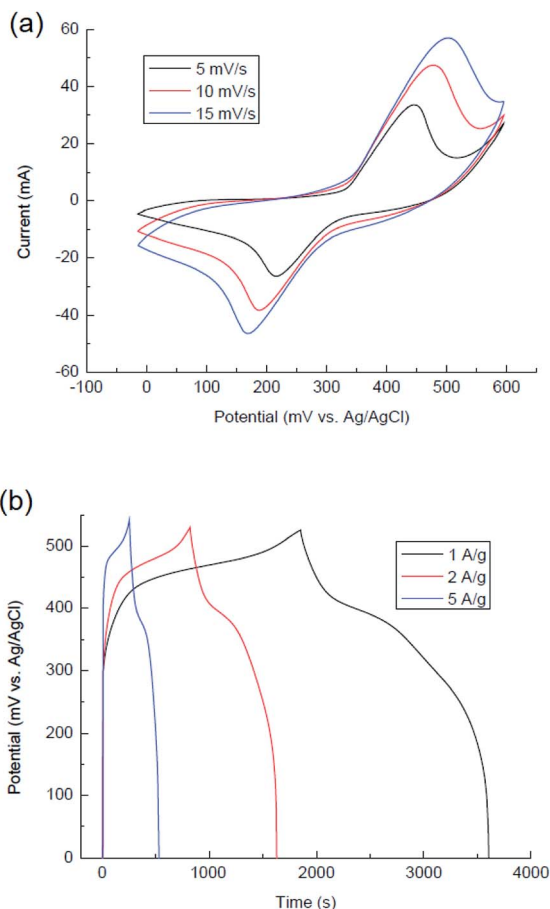 (a)
60
40
20
0
-20
-40
-60
Current (mA)
5 mV/s
10 mV/s
15 mV/s
-100 0 100 200 300 400 500 600
Potential (mV vs. Ag/AgCl)
(b)
500
400
300
200
100
0
Potential (mV vs. Ag/AgCl)
1 A/g
2 A/g
5 A/g
0 1000 2000 3000 4000
Time (s)